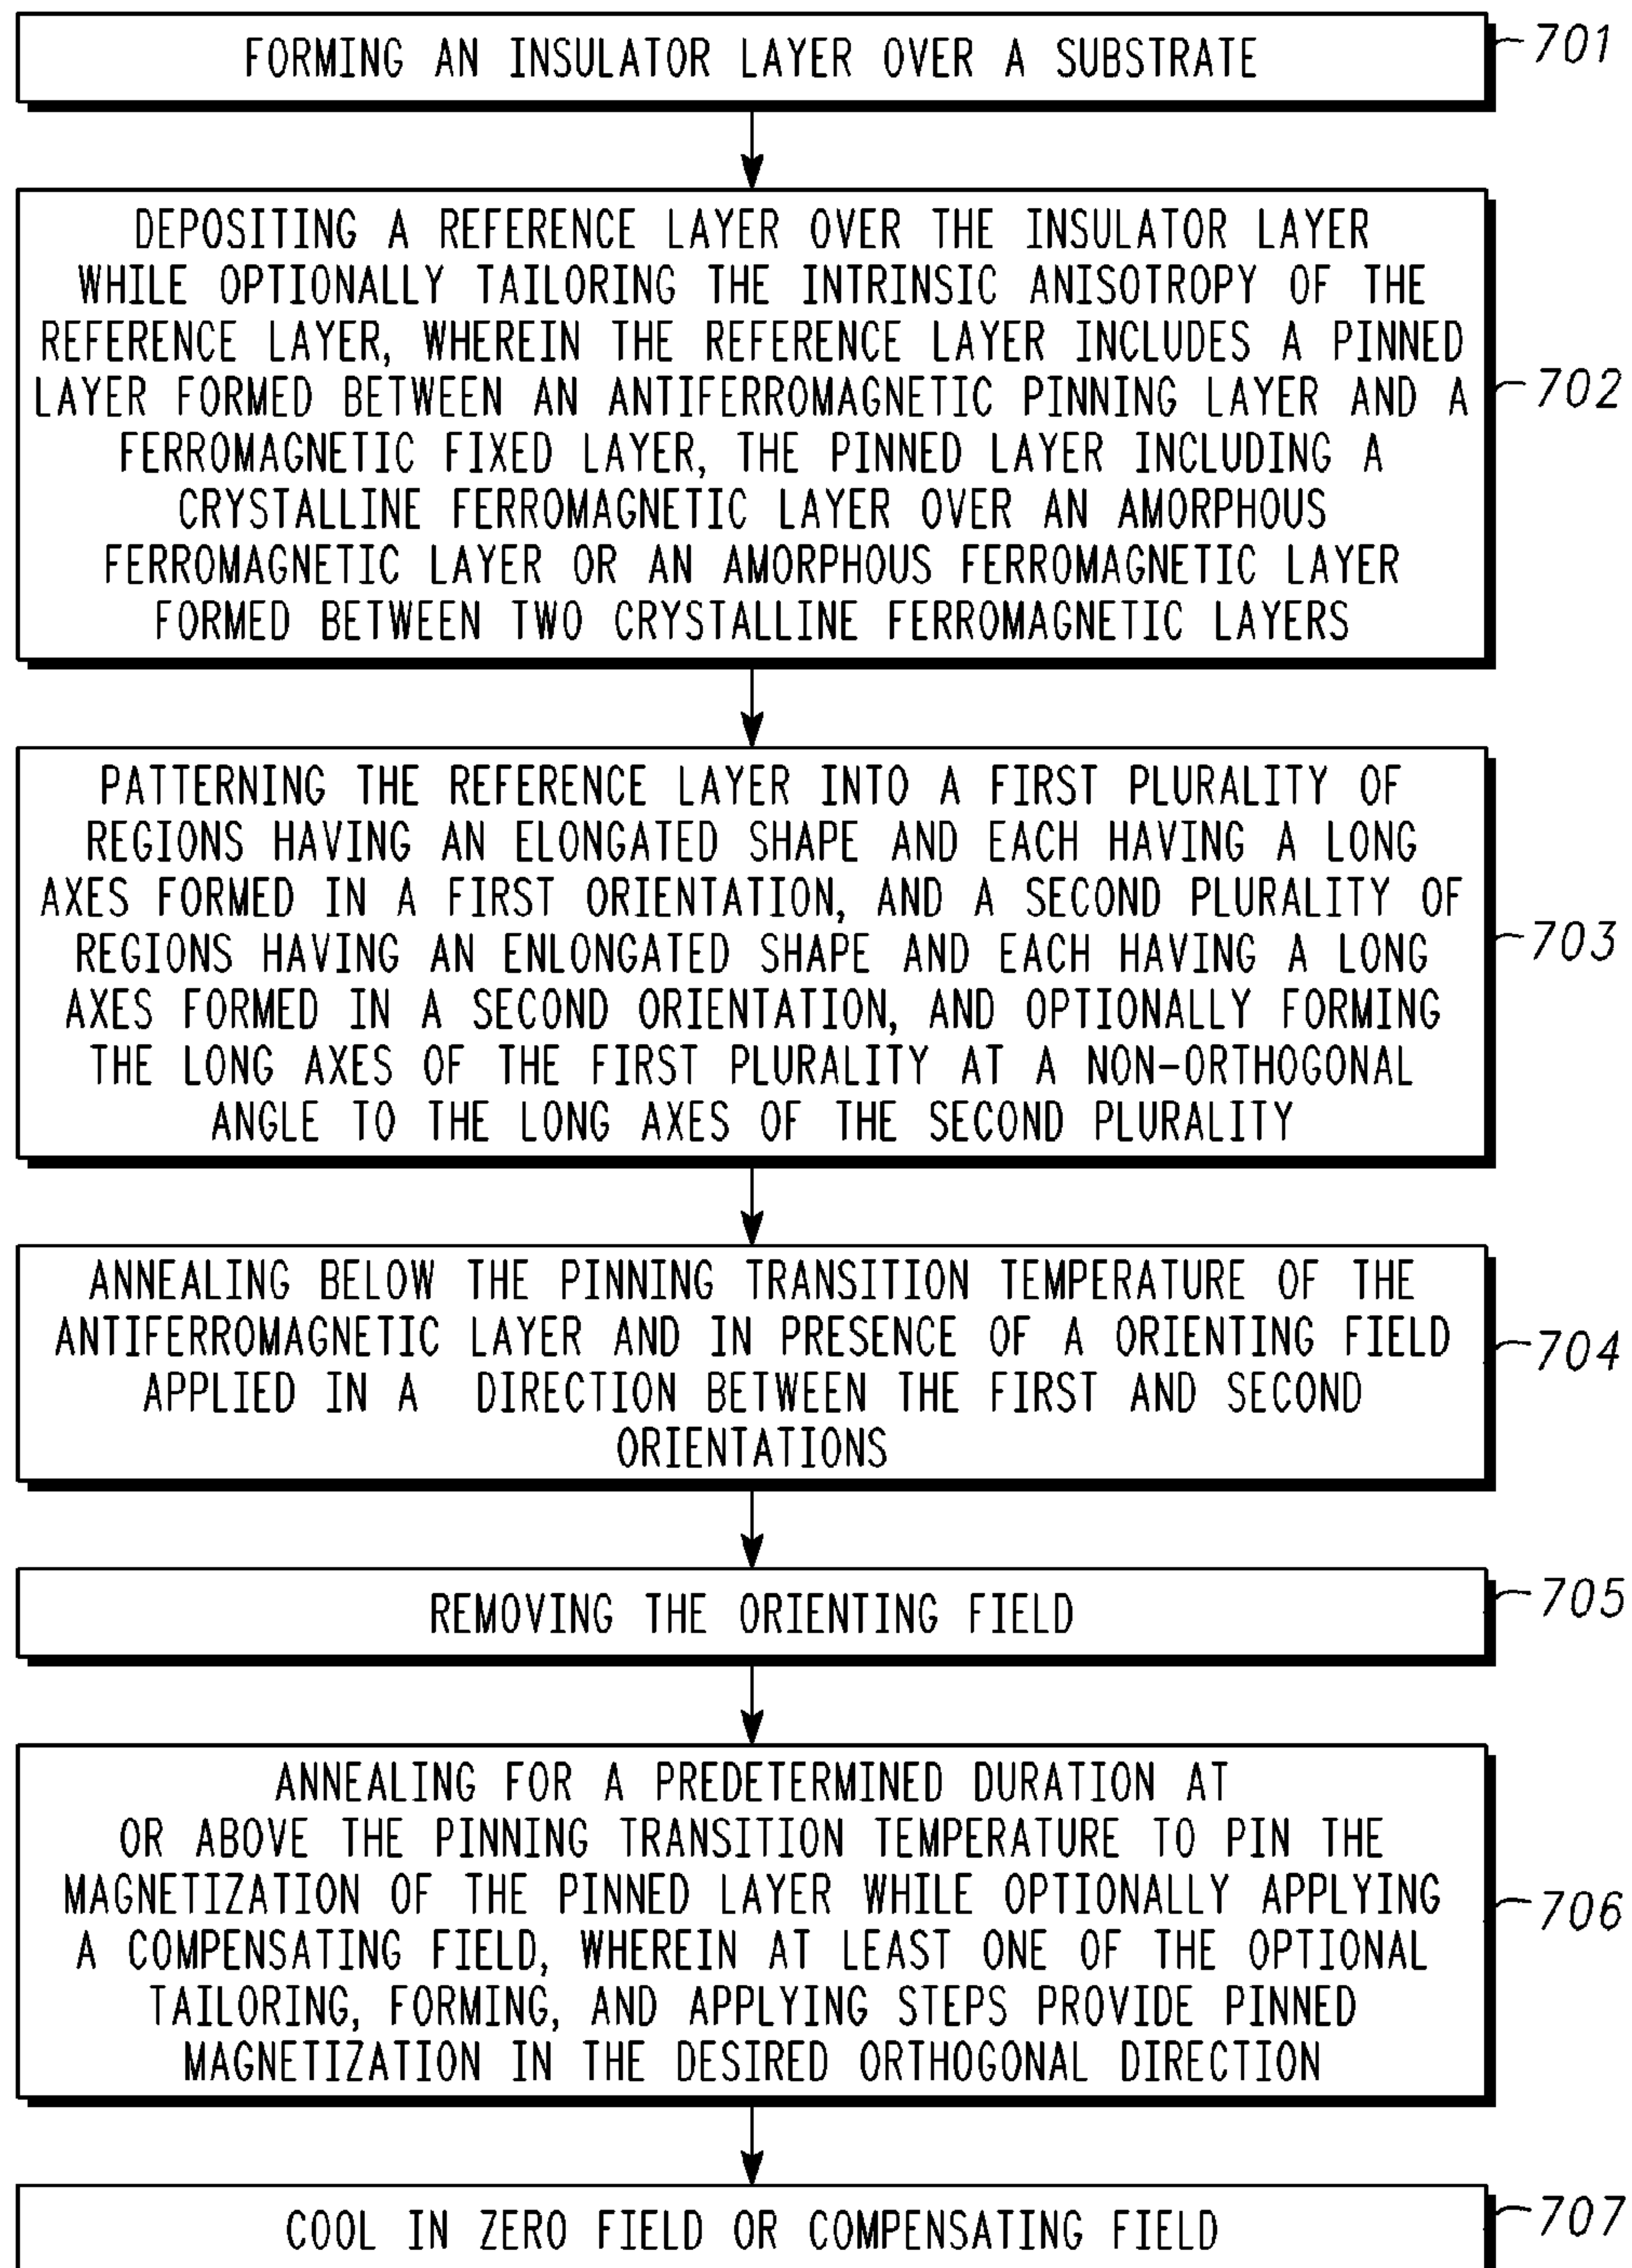 FORMING AN INSULATOR LAYER OVER A SUBSTRATE
701
DEPOSITING A REFERENCE LAYER OVER THE INSULATOR LAYER
WHILE OPTIONALLY TAILORING THE INTRINSIC ANISOTROPY OF THE
REFERENCE LAYER, WHEREIN THE REFERENCE LAYER INCLUDES A PINNED
LAYER FORMED BETWEEN AN ANTIFERROMAGNETIC PINNING LAYER AND A
FERROMAGNETIC FIXED LAYER, THE PINNED LAYER INCLUDING A
CRYSTALLINE FERROMAGNETIC LAYER OVER AN AMORPHOUS
FERROMAGNETIC LAYER OR AN AMORPHOUS FERROMAGNETIC LAYER
FORMED BETWEEN TWO CRYSTALLINE FERROMAGNETIC LAYERS
702
PATTERNING THE REFERENCE LAYER INTO A FIRST PLURALITY OF
REGIONS HAVING AN ELONGATED SHAPE AND EACH HAVING A LONG
AXES FORMED IN A FIRST ORIENTATION, AND A SECOND PLURALITY OF
REGIONS HAVING AN ENLONGATED SHAPE AND EACH HAVING A LONG
AXES FORMED IN A SECOND ORIENTATION, AND OPTIONALLY FORMING
THE LONG AXES OF THE FIRST PLURALITY AT A NON-ORTHOGONAL
ANGLE TO THE LONG AXES OF THE SECOND PLURALITY
703
ANNEALING BELOW THE PINNING TRANSITION TEMPERATURE OF THE
ANTIFERROMAGNETIC LAYER AND IN PRESENCE OF A ORIENTING FIELD
APPLIED IN A DIRECTION BETWEEN THE FIRST AND SECOND
ORIENTATIONS
704
REMOVING THE ORIENTING FIELD
705
ANNEALING FOR A PREDETERMINED DURATION AT
OR ABOVE THE PINNING TRANSITION TEMPERATURE TO PIN THE
MAGNETIZATION OF THE PINNED LAYER WHILE OPTIONALLY APPLYING
A COMPENSATING FIELD, WHEREIN AT LEAST ONE OF THE OPTIONAL
TAILORING, FORMING, AND APPLYING STEPS PROVIDE PINNED
MAGNETIZATION IN THE DESIRED ORTHOGONAL DIRECTION
706
COOL IN ZERO FIELD OR COMPENSATING FIELD
707